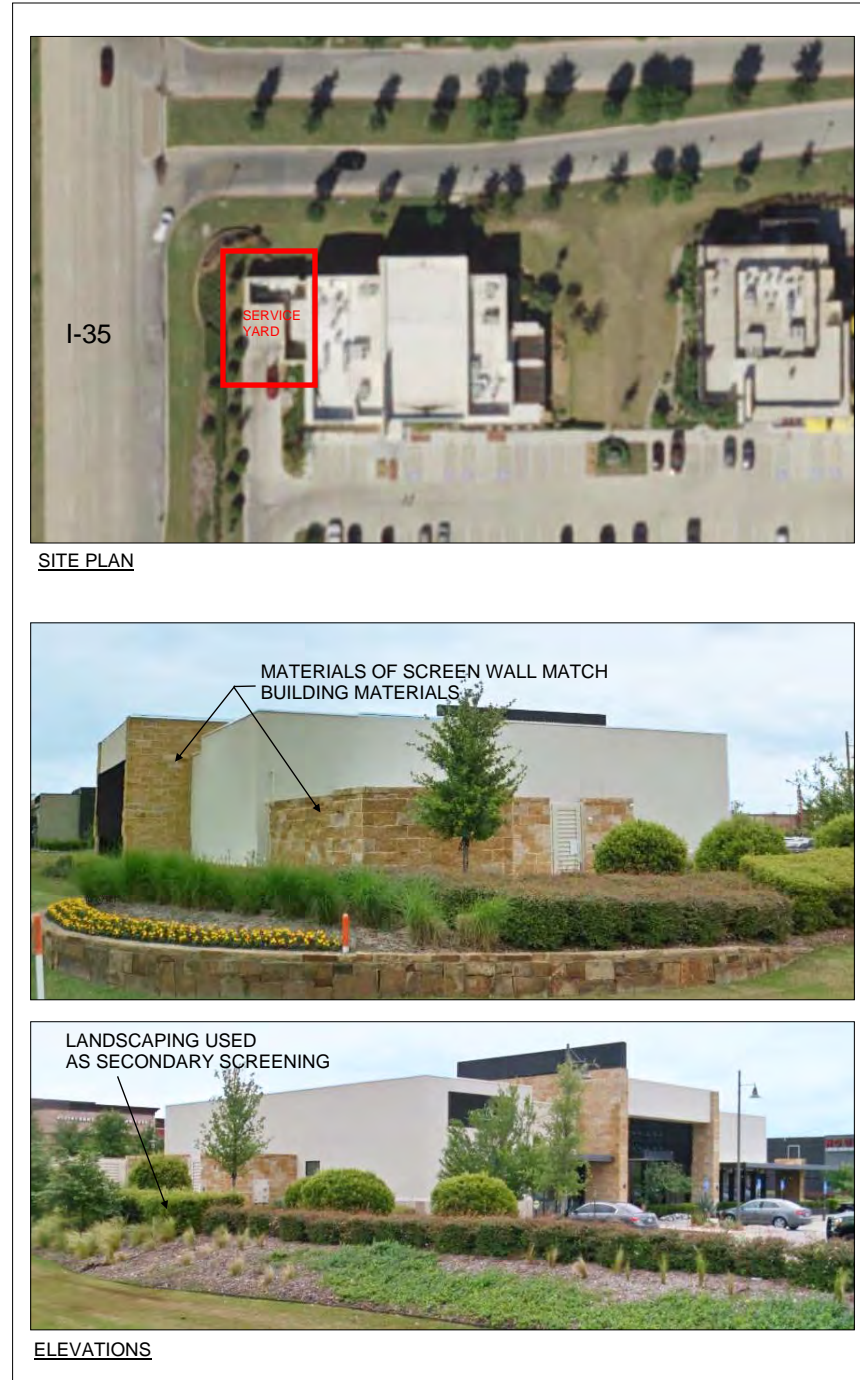 I-35
SERVICE
YARD
SITE PLAN
MATERIALS OF SCREEN WALL MATCH
BUILDING MATERIALS
LANDSCAPING USED
AS SECONDARY SCREENING
ELEVATIONS